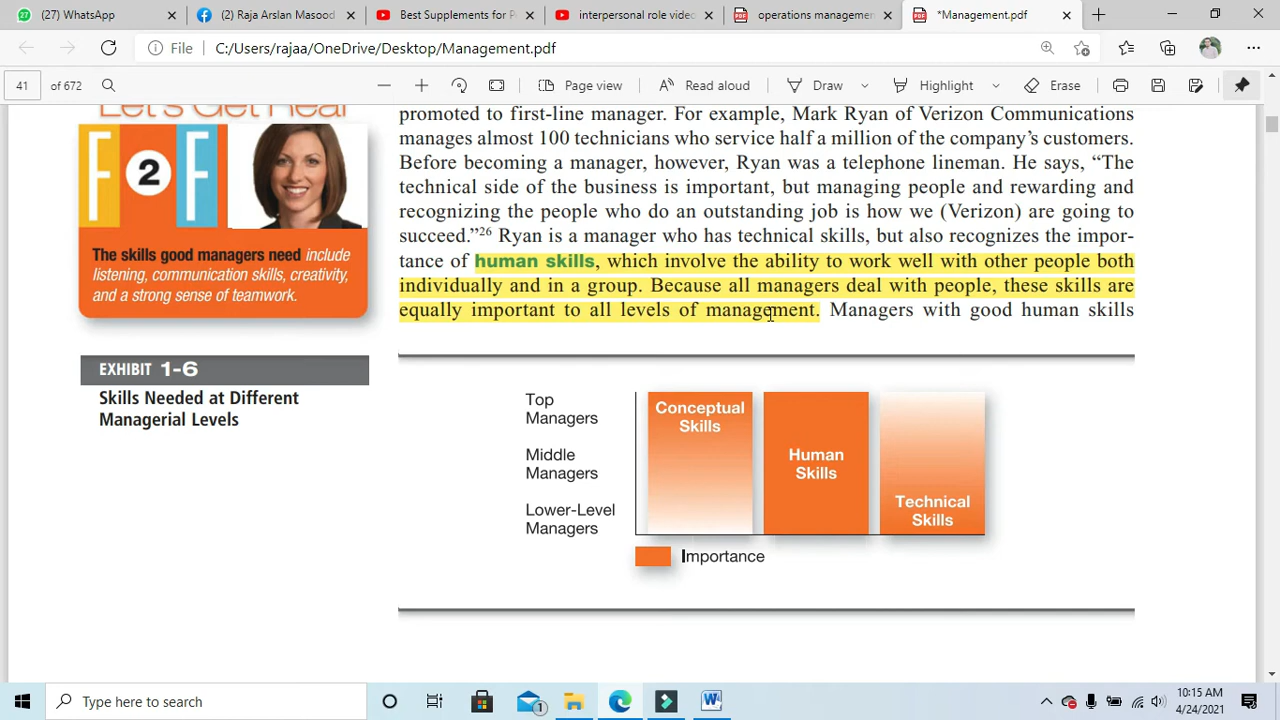 27
(27) WhatsApp
(2) Raja Arslan Masood
Best Supplements for P
interpersonal role video
operations management
*Management.pdf
File
C:/Users/rajaa/OneDrive/Desktop/Management.pdf
41 of 672
Page view
Read aloud
Draw
Highlight
Erase
Let's Get Real
F 2 F
The skills good managers need include
listening, communication skills, creativity,
and a strong sense of teamwork.
promoted to first-line manager. For example, Mark Ryan of Verizon Communications
manages almost 100 technicians who service half a million of the company's customers.
Before becoming a manager, however, Ryan was a telephone lineman. He says, “The
technical side of the business is important, but managing people and rewarding and
recognizing the people who do an outstanding job is how we (Verizon) are going to
succeed.”26 Ryan is a manager who has technical skills, but also recognizes the impor-
tance of human skills, which involve the ability to work well with other people both
individually and in a group. Because all managers deal with people, these skills are
equally important to all levels of management. Managers with good human skills
EXHIBIT 1-6
Skills Needed at Different
Managerial Levels
Top
Managers
Middle
Managers
Lower-Level
Managers
Conceptual
Skills
Human
Skills
Technical
Skills
Importance
Type here to search
1
10:15 AM
4/24/2021